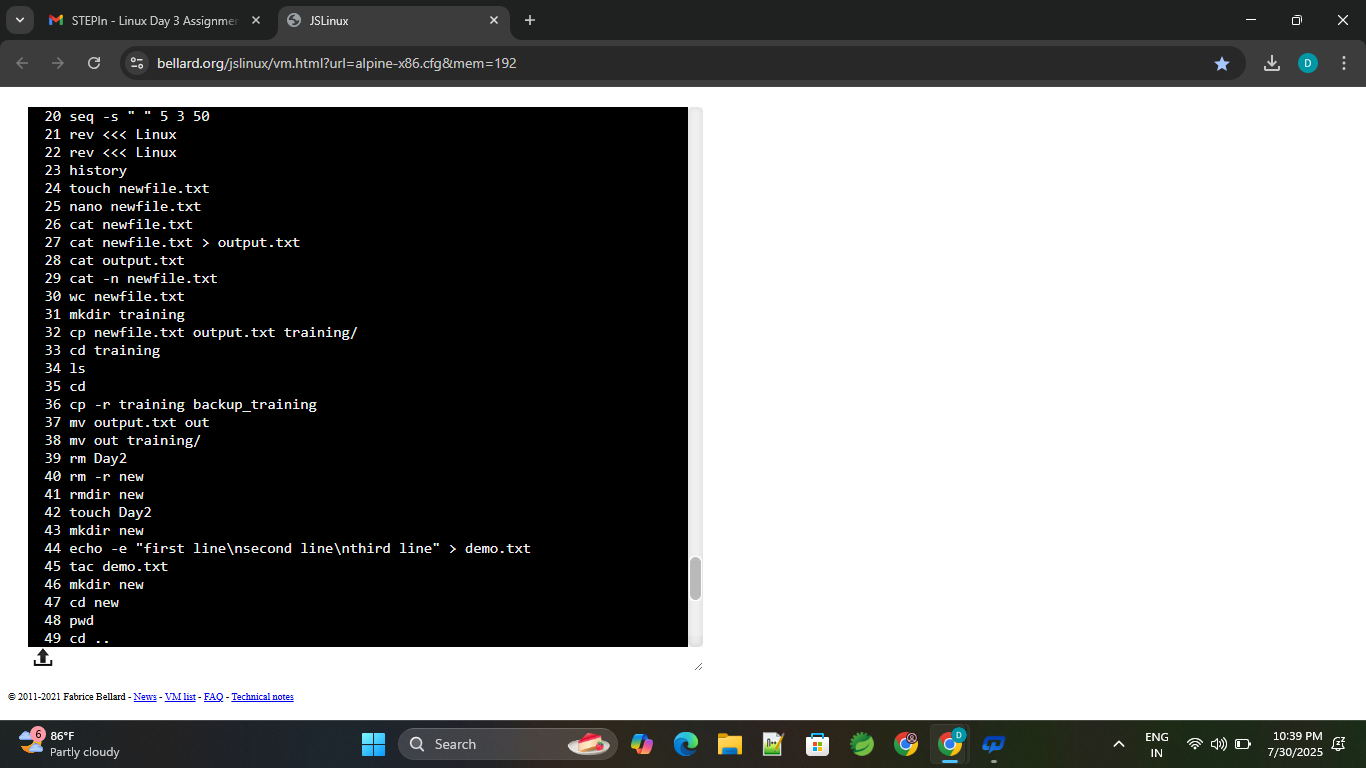 STEPIn - Linux Day 3 Assignmer
JSLinux
bellard.org/jslinux/vm.html?url=alpine-x86.cfg&mem=192
D
20 seq -s " " 5 3 50
21 rev <<< Linux
22 rev <<< Linux
23 history
24 touch newfile.txt
25 nano newfile.txt
26 cat newfile.txt
27 cat newfile.txt > output.txt
28 cat output.txt
29 cat -n newfile.txt
30 wc newfile.txt
31 mkdir training
32 cp newfile.txt output.txt training/
33 cd training
34 ls
35 cd
36 cp -r training backup_training
37 mv output.txt out
38 mv out training/
39 rm Day2
40 rm -r new
41 rmdir new
42 touch Day2
43 mkdir new
44 echo -e "first line\nsecond line\nthird line" > demo.txt
45 tac demo.txt
46 mkdir new
47 cd new
48 pwd
49 cd ..
© 2011-2021 Fabrice Bellard - News - VM list - FAQ - Technical notes
6
86°F
Partly cloudy
Search
D
ENG
IN
10:39 PM
7/30/2025